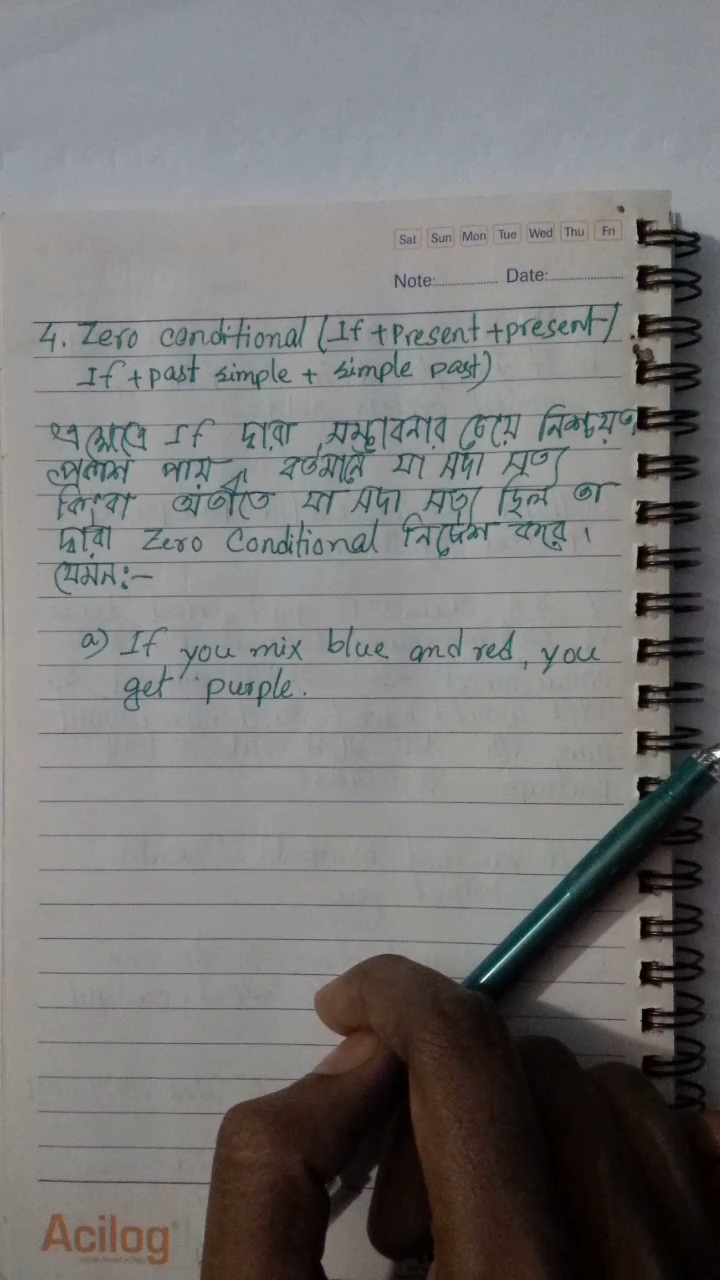 Sat Sun Mon Tue Wed Thu Fri
Note:.................. Date:......................
4. Zero conditional (If + Present + present)
If + past simple + simple past)
এক্ষেত্রে If দ্বারা সম্ভাবনার চেয়ে নিশ্চয়তা
প্রকাশ পায়। বর্তমানে যা সদা সত্য
কিংবা অতীতে যা সদা সত্য ছিল তা
দ্বারা Zero Conditional নির্দেশ করে।
যেমন:-
a) If you mix blue and red, you
get purple.
Acilog